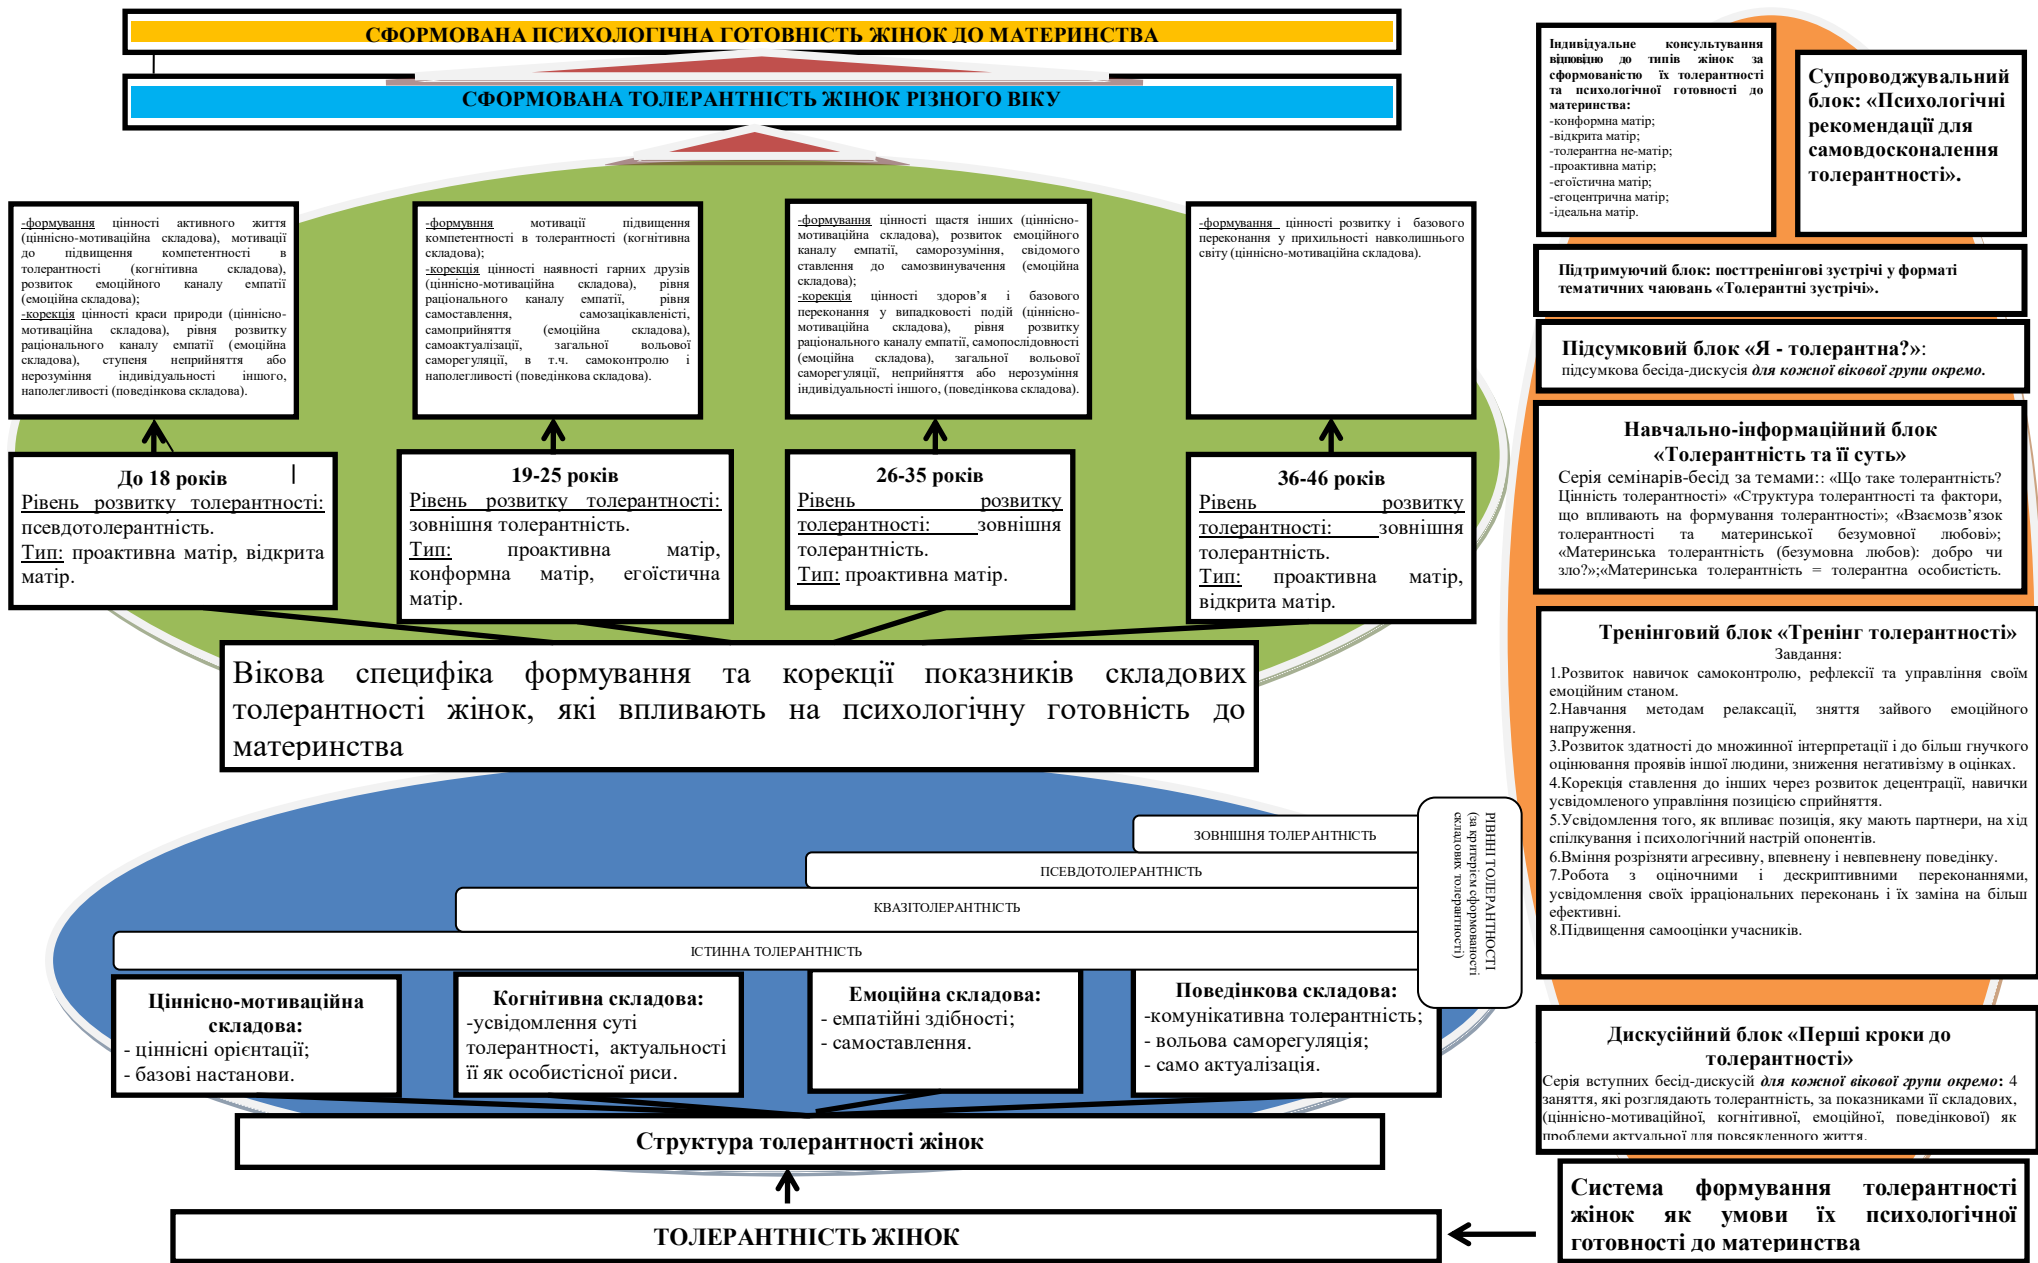 СФОРМОВАНА ПСИХОЛОГІЧНА ГОТОВНІСТЬ ЖІНОК ДО МАТЕРИНСТВА
СФОРМОВАНА ТОЛЕРАНТНІСТЬ ЖІНОК РІЗНОГО ВІКУ
-формування цінності активного життя
(ціннісно-мотиваційна складова), мотивації
до підвищення компетентності в
толерантності (когнітивна складова),
розвиток емоційного каналу емпатії
(емоційна складова);
-корекція цінності краси природи (ціннісно-
мотиваційна складова), рівня розвитку
раціонального каналу емпатії (емоційна
складова), ступеня неприйняття або
нерозуміння індивідуальності іншого,
наполегливості (поведінкова складова).
-формувння мотивації підвищення
компетентності в толерантності (когнітивна
складова);
-корекція цінності наявності гарних друзів
(ціннісно-мотиваційна складова), рівня
раціонального каналу емпатії, рівня
самоставлення, самозацікавленісті,
самоприйняття (емоційна складова),
самоактуалізації, загальної вольової
саморегуляції, в т.ч. самоконтролю і
наполегливості (поведінкова складова).
-формування цінності щастя інших (ціннісно-
мотиваційна складова), розвиток емоційного
каналу емпатії, саморозуміння, свідомого
ставлення до самозвинувачення (емоційна
складова);
-корекція цінності здоров’я і базового
переконання у випадковості подій (ціннісно-
мотиваційна складова), рівня розвитку
раціонального каналу емпатії, самопослідовності
(емоційна складова), загальної вольової
саморегуляції, неприйняття або нерозуміння
індивідуальності іншого, (поведінкова складова).
-формування цінності розвитку і базового
переконання у прихильності навколишнього
світу (ціннісно-мотиваційна складова).
До 18 років
Рівень розвитку толерантності:
псевдотолерантність.
Тип: проактивна матір, відкрита
матір.
19-25 років
Рівень розвитку толерантності:
зовнішня толерантність.
Тип: проактивна матір,
конформна матір, егоїстична
матір.
26-35 років
Рівень розвитку
толерантності: зовнішня
толерантність.
Тип: проактивна матір.
36-46 років
Рівень розвитку
толерантності: зовнішня
толерантність.
Тип: проактивна матір,
відкрита матір.
Вікова специфіка формування та корекції показників складових
толерантності жінок, які впливають на психологічну готовність до
материнства
ЗОВНІШНЯ ТОЛЕРАНТНІСТЬ
ПСЕВДОТОЛЕРАНТНІСТЬ
КВАЗІТОЛЕРАНТНІСТЬ
ІСТИННА ТОЛЕРАНТНІСТЬ
РІВНІ ТОЛЕРАНТНОСТІ
(за критерієм сформованості
складових толерантності)
Ціннісно-мотиваційна
складова:
- ціннісні орієнтації;
- базові настанови.
Когнітивна складова:
-усвідомлення суті
толерантності, актуальності
її як особистісної риси.
Емоційна складова:
- емпатійні здібності;
- самоставлення.
Поведінкова складова:
-комунікативна толерантність;
- вольова саморегуляція;
- само актуалізація.
Структура толерантності жінок
ТОЛЕРАНТНІСТЬ ЖІНОК
Індивідуальне консультування
відповідно до типів жінок за
сформованістю їх толерантності
та психологічної готовності до
материнства:
-конформна матір;
-відкрита матір;
-толерантна не-матір;
-проактивна матір;
-егоїстична матір;
-егоцентрична матір;
-ідеальна матір.
Супроводжувальний
блок: «Психологічні
рекомендації для
самовдосконалення
толерантності».
Підтримуючий блок: посттренінгові зустрічі у форматі
тематичних чаювань «Толерантні зустрічі».
Підсумковий блок «Я - толерантна?»:
підсумкова бесіда-дискусія для кожної вікової групи окремо.
Навчально-інформаційний блок
«Толерантність та її суть»
Серія семінарів-бесід за темами:: «Що таке толерантність?
Цінність толерантності» «Структура толерантності та фактори,
що впливають на формування толерантності»; «Взаємозв’язок
толерантності та материнської безумовної любові»;
«Материнська толерантність (безумовна любов): добро чи
зло?»;«Материнська толерантність = толерантна особистість.
Тренінговий блок «Тренінг толерантності»
Завдання:
1.Розвиток навичок самоконтролю, рефлексії та управління своїм
емоційним станом.
2.Навчання методам релаксації, зняття зайвого емоційного
напруження.
3.Розвиток здатності до множинної інтерпретації і до більш гнучкого
оцінювання проявів іншої людини, зниження негативізму в оцінках.
4.Корекція ставлення до інших через розвиток децентрації, навички
усвідомленого управління позицією сприйняття.
5.Усвідомлення того, як впливає позиція, яку мають партнери, на хід
спілкування і психологічний настрій опонентів.
6.Вміння розрізняти агресивну, впевнену і невпевнену поведінку.
7.Робота з оціночними і дескриптивними переконаннями,
усвідомлення своїх ірраціональних переконань і їх заміна на більш
ефективні.
8.Підвищення самооцінки учасників.
Дискусійний блок «Перші кроки до
толерантності»
Серія вступних бесід-дискусій для кожної вікової групи окремо: 4
заняття, які розглядають толерантність, за показниками її складових,
(ціннісно-мотиваційної, когнітивної, емоційної, поведінкової) як
проблеми актуальної для повсякденного життя.
Система формування толерантності
жінок як умови їх психологічної
готовності до материнства